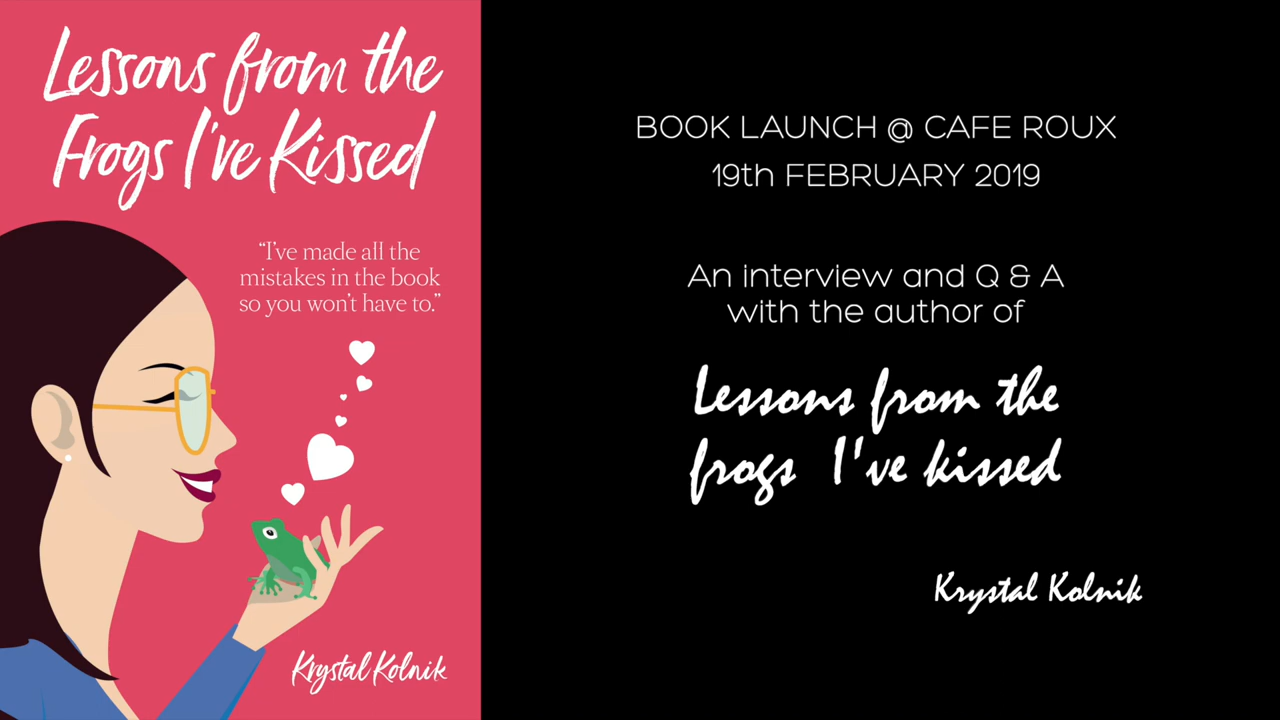 Lessons from the
Frogs I've Kissed
“I’ve made all the
mistakes in the book
so you won’t have to.”
Krystal Kolnik
BOOK LAUNCH @ CAFE ROUX
19th FEBRUARY 2019
An interview and Q & A
with the author of
Lessons from the
frogs I've kissed
Krystal Kolnik